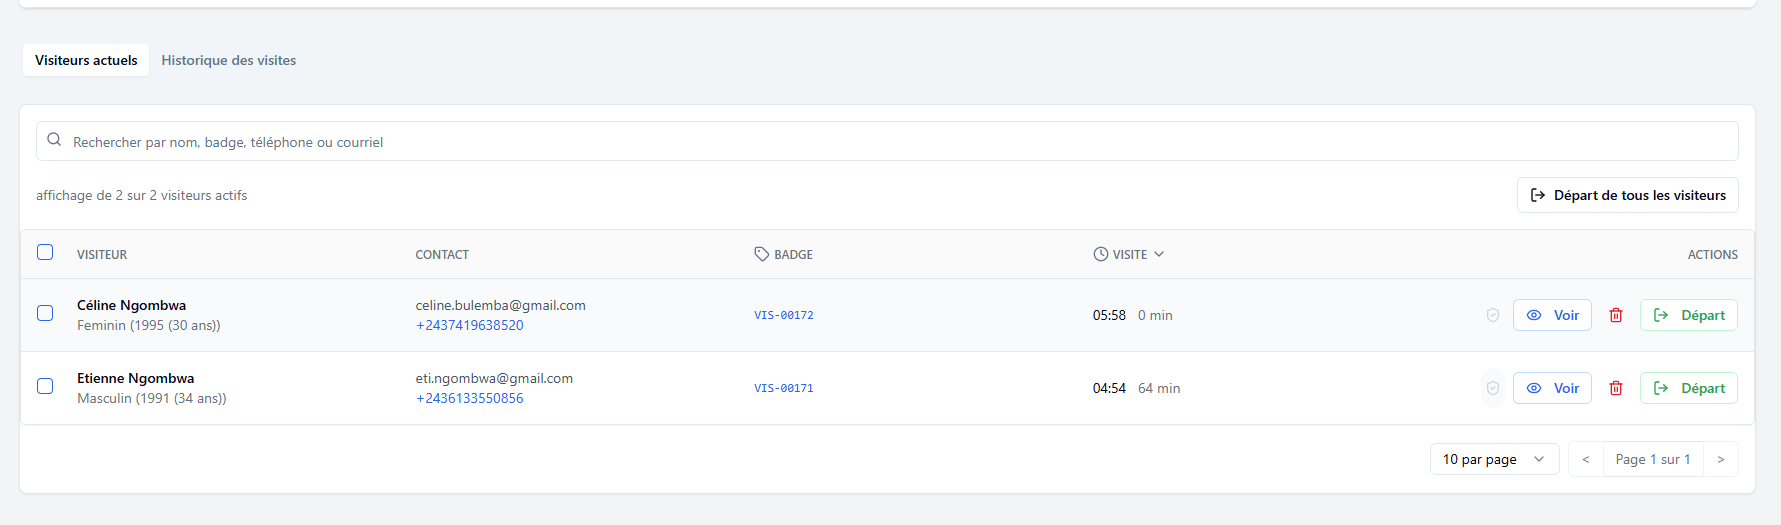 Visiteurs actuels Historique des visites
Rechercher par nom, badge, téléphone ou courriel
affichage de 2 sur 2 visiteurs actifs Départ de tous les visiteurs
VISITEUR CONTACT BADGE VISITE ACTIONS
Céline Ngombwa celine.bulemba@gmail.com VIS-00172 05:58 0 min Voir Départ
Feminin (1995 (30 ans)) +2437419638520
Etienne Ngombwa eti.ngombwa@gmail.com VIS-00171 04:54 64 min Voir Départ
Masculin (1991 (34 ans)) +2436133550856
10 par page < Page 1 sur 1 >